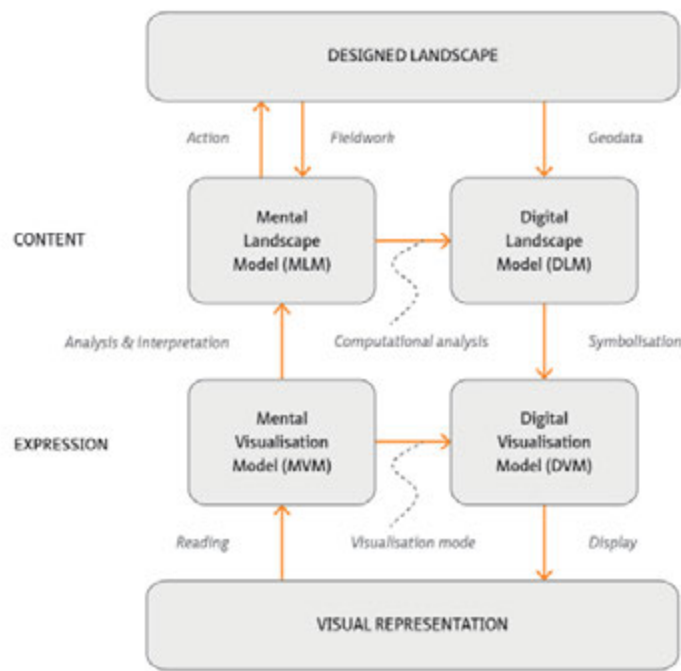 DESIGNED LANDSCAPE
Action
Fieldwork
Geodata
CONTENT
Mental
Landscape
Model (MLM)
Digital
Landscape
Model (DLM)
Analysis & Interpretation
Computational analysis
Symbolisation
EXPRESSION
Mental
Visualisation
Model (MVM)
Digital
Visualisation
Model (DVM)
Reading
Visualisation mode
Display
VISUAL REPRESENTATION